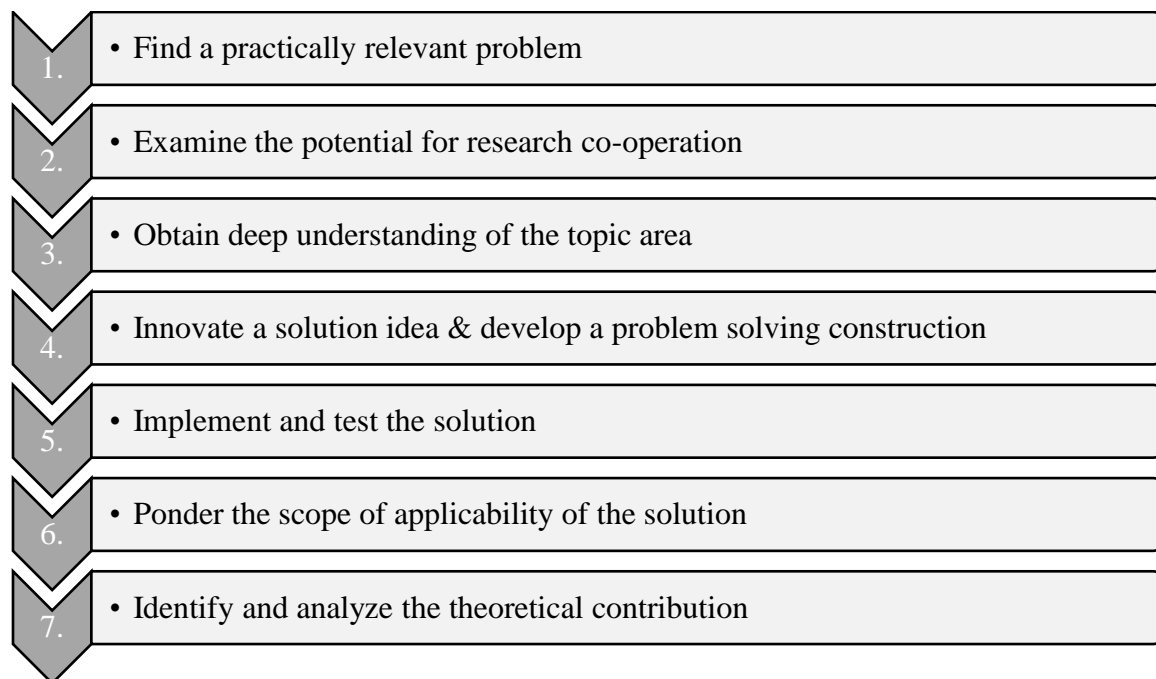 1. • Find a practically relevant problem
2. • Examine the potential for research co-operation
3. • Obtain deep understanding of the topic area
4. • Innovate a solution idea & develop a problem solving construction
5. • Implement and test the solution
6. • Ponder the scope of applicability of the solution
7. • Identify and analyze the theoretical contribution